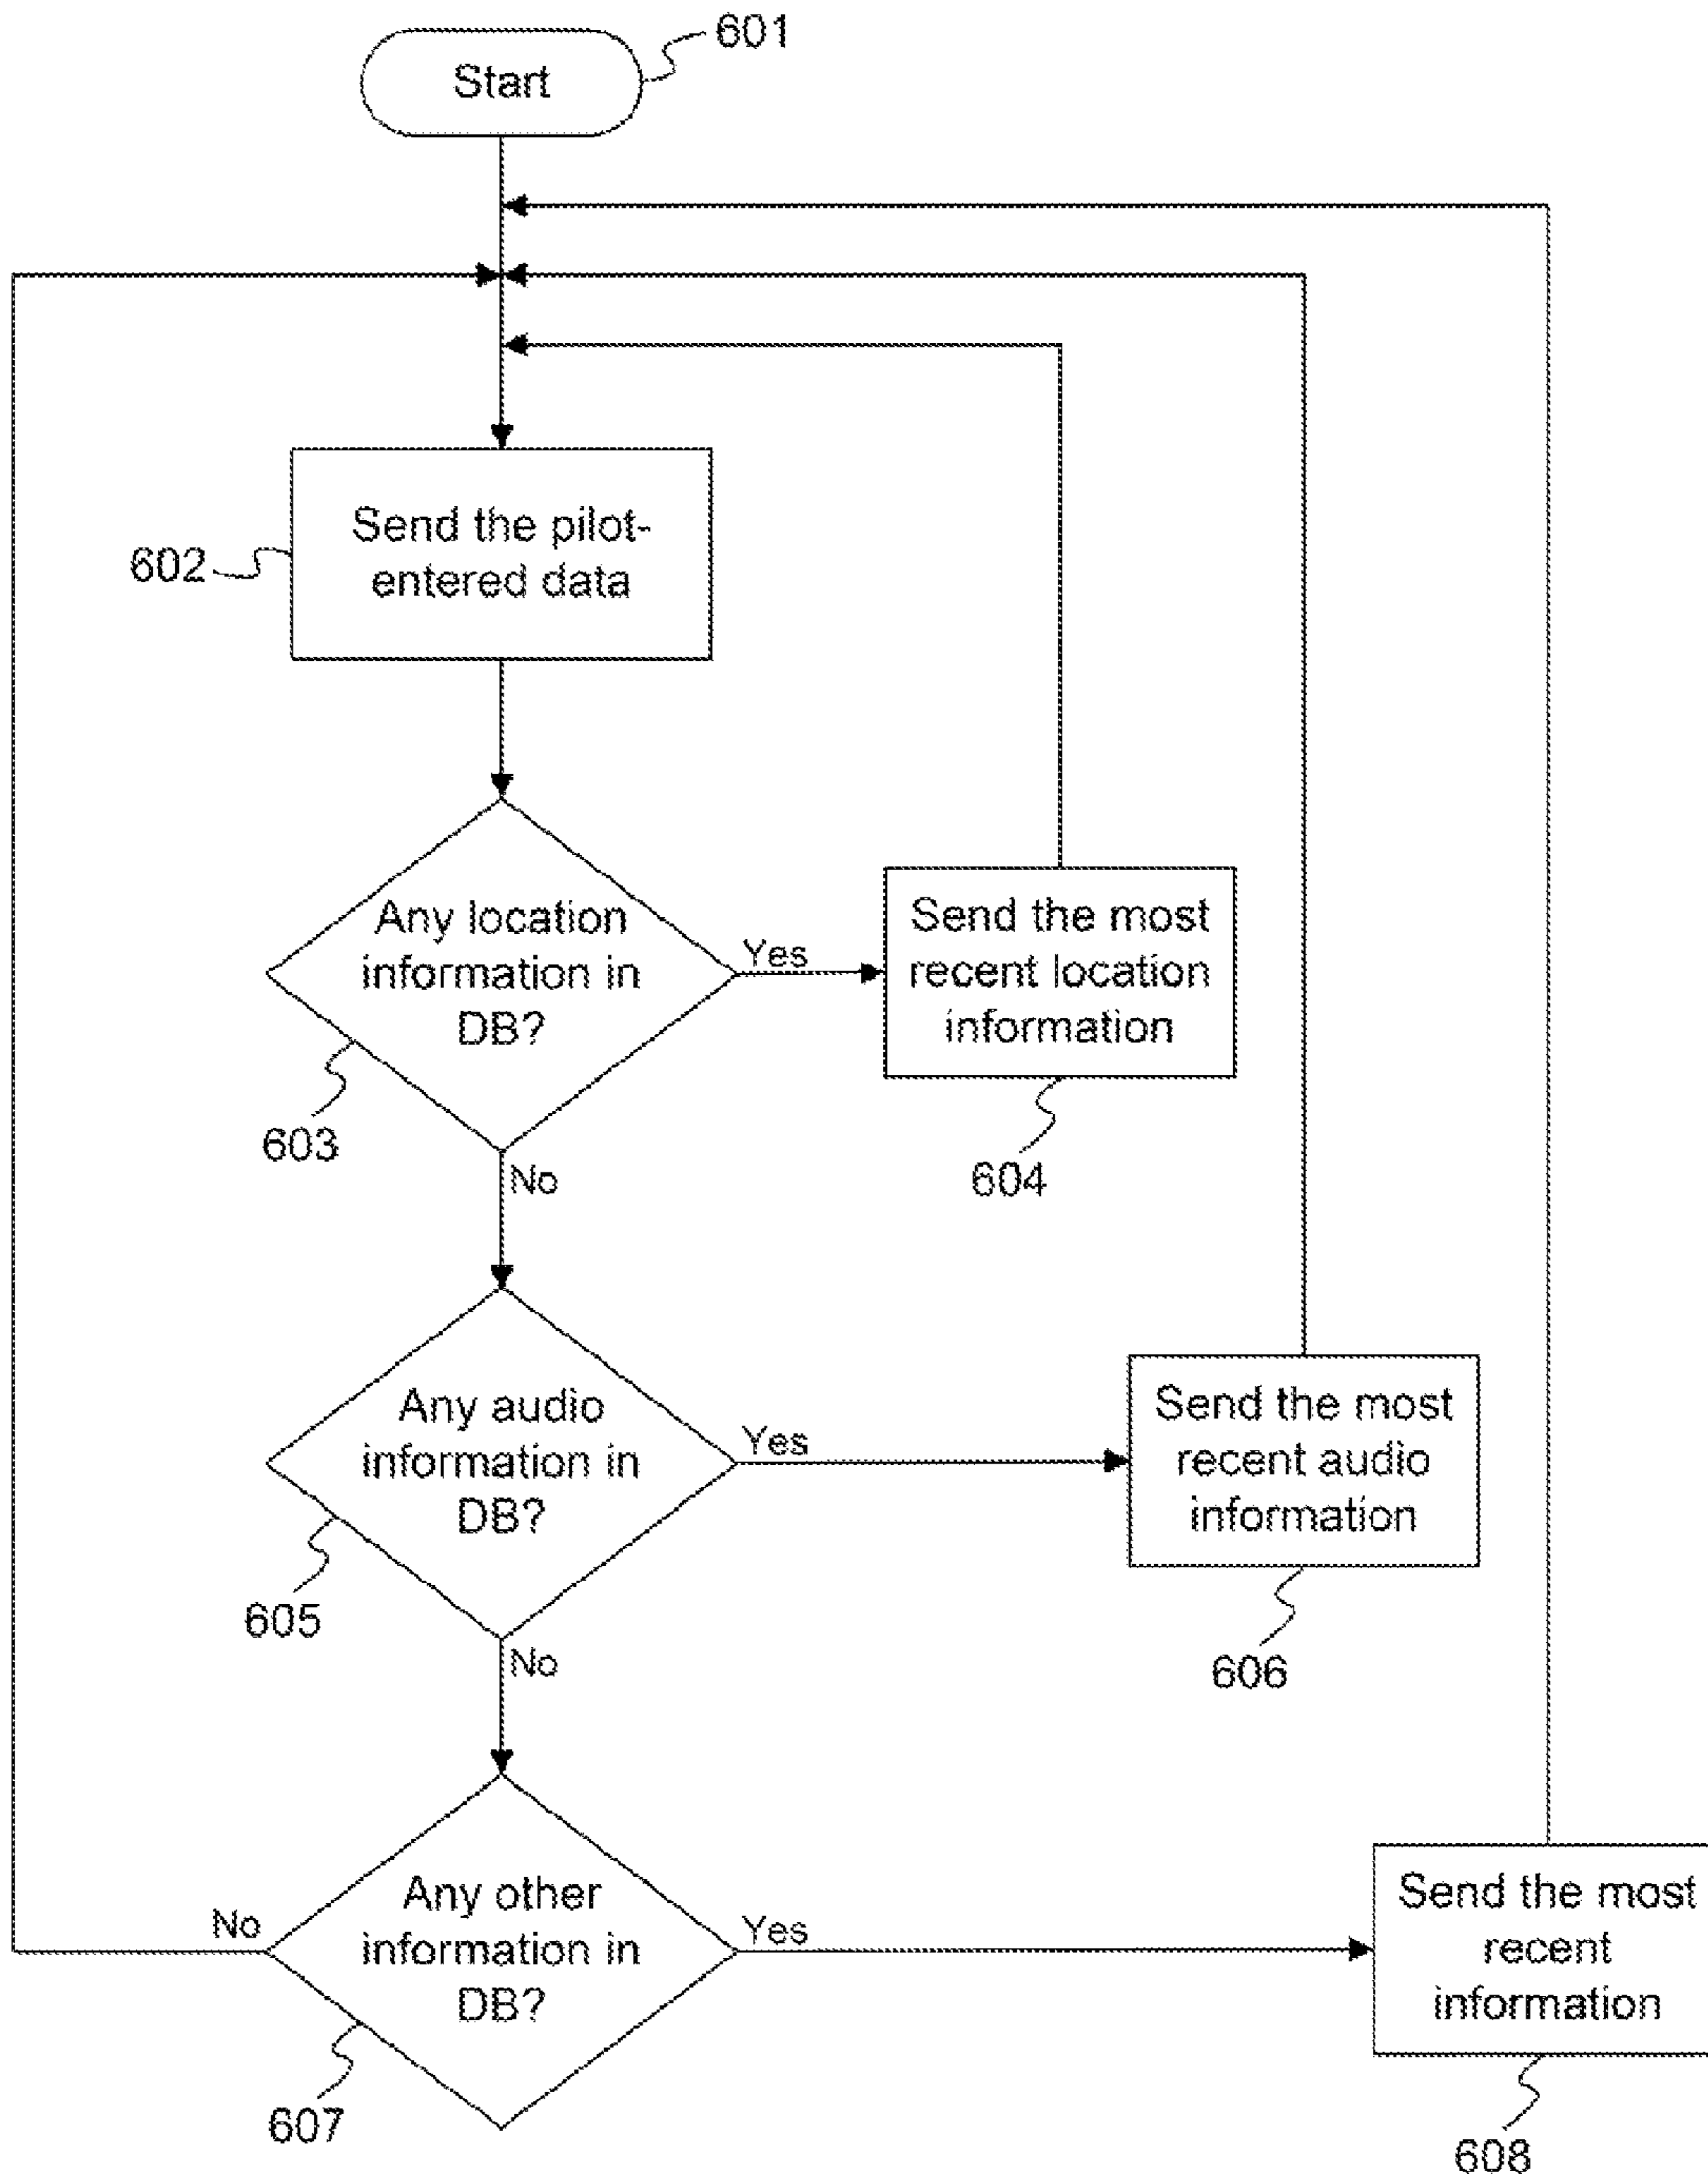 601
Start
Send the pilot-
entered data
602
Any location
information in
DB?
Yes
Send the most
recent location
information
603
604
No
Any audio
information in
DB?
Yes
Send the most
recent audio
information
605
606
No
Any other
information in
DB?
No
Yes
Send the most
recent
information
607
608